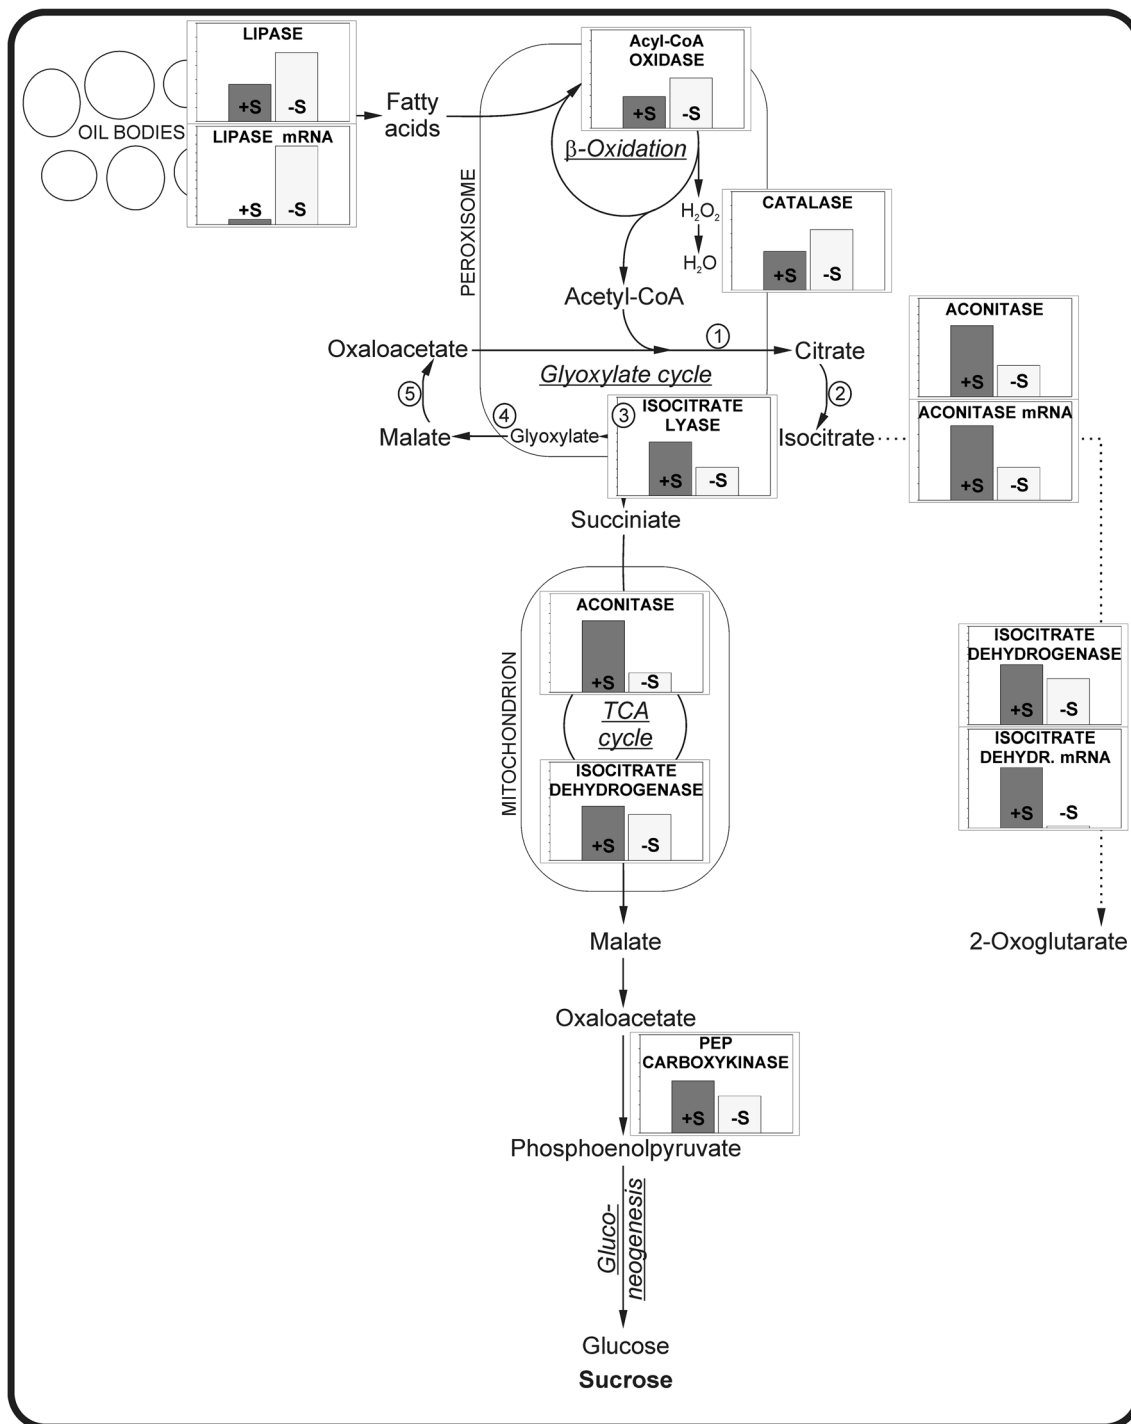 LIPASE
+S
-S
OIL BODIES
LIPASE mRNA
+S
-S
Fatty
acids
Acyl-CoA
OXIDASE
+S
-S
β-Oxidation
PEROXISOME
H₂O₂
H₂O
CATALASE
+S
-S
Acetyl-CoA
Oxaloacetate
1
Citrate
Glyoxylate cycle
5
2
Malate
4
Glyoxylate
3
ISOCITRATE
LYASE
+S
-S
Isocitrate
ACONITASE
+S
-S
ACONITASE mRNA
+S
-S
Succiniate
MITOCHONDRION
ACONITASE
+S
-S
TCA
cycle
ISOCITRATE
DEHYDROGENASE
+S
-S
ISOCITRATE
DEHYDROGENASE
+S
-S
ISOCITRATE
DEHYDR. mRNA
+S
-S
Malate
2-Oxoglutarate
Oxaloacetate
PEP
CARBOXYKINASE
+S
-S
Phosphoenolpyruvate
Gluco-
neogenesis
Glucose
Sucrose